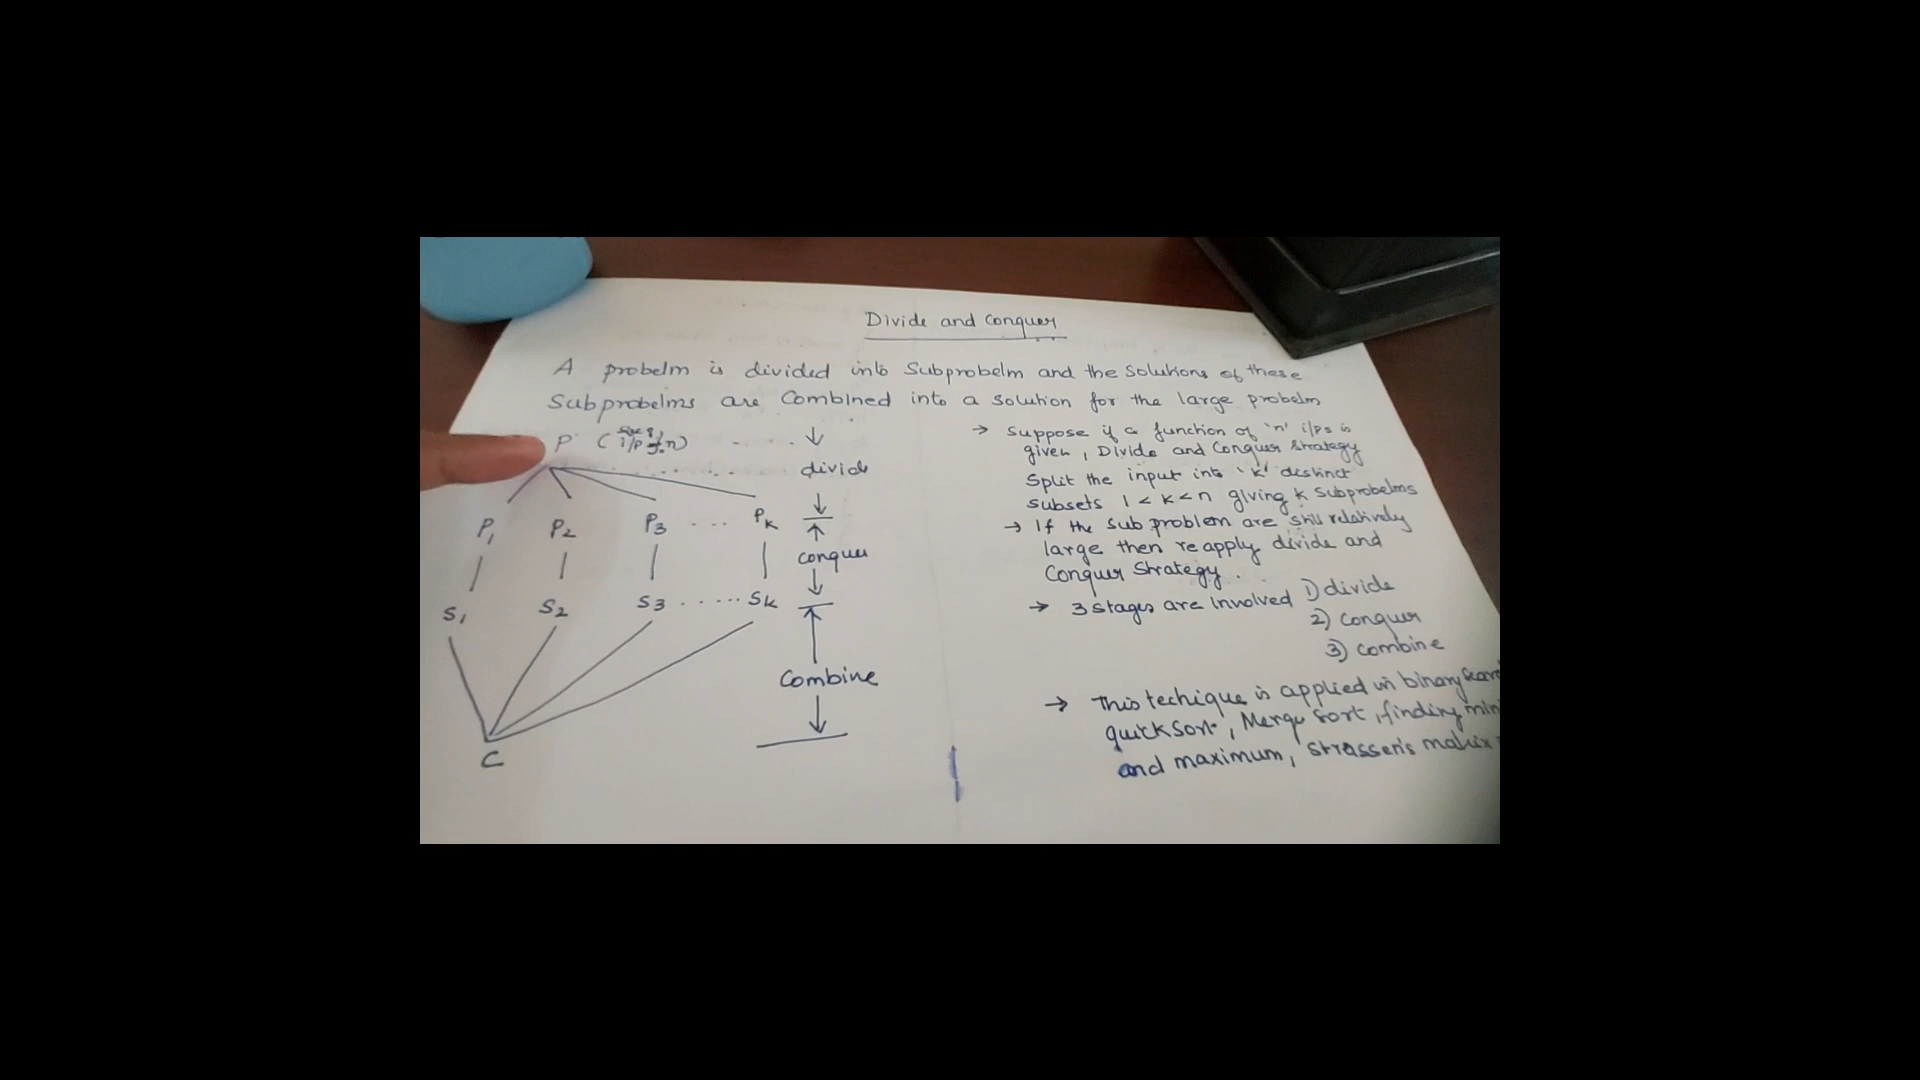 Divide and Conquer
A probelm is divided into Subprobelm and the Solutions of these
Subprobelms are Combined into a solution for the large probelm
P ( i/p n) - . . . . ↓
divide
P1 P2 P3 . ... Pk
conquer
S1 S2 S3 ...... Sk
Combine
C
→ Suppose if a function of 'n' i/ps is
given, Divide and Conquer strategy
Split the input into 'k' distinct
subsets 1 < k < n giving k subprobelms
→ If the sub problem are still relatively
large then reapply divide and
Conquer Strategy.
→ 3 stages are involved 1) divide
2) conquer
3) combine
→ This techique is applied in binary
quicksort, Merge sort, finding
and maximum, Strassen's matrix